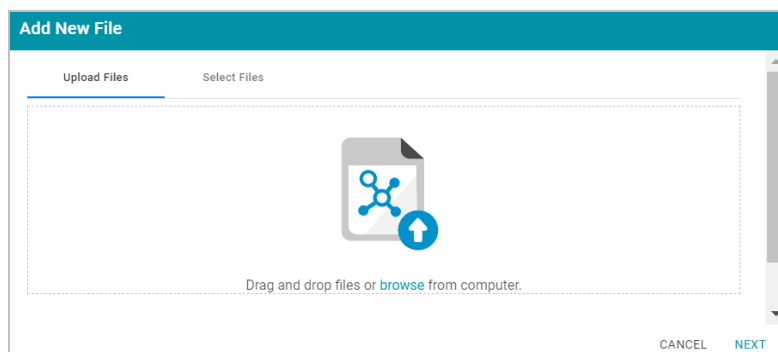 Add New File
Upload Files Select Files
Drag and drop files or browse from computer.
CANCEL NEXT